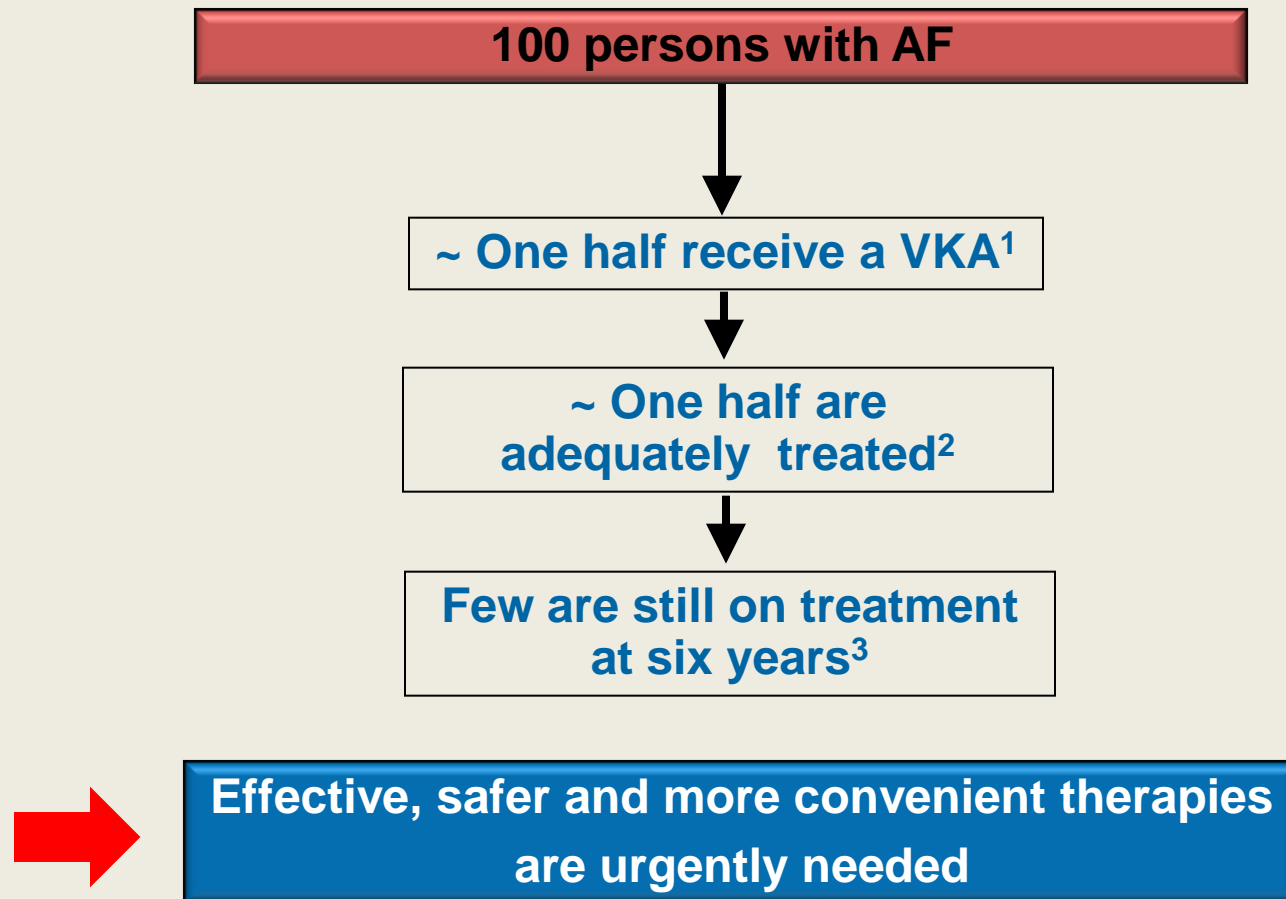 100 persons with AF
~ One half receive a VKA¹
~ One half are
adequately treated²
Few are still on treatment
at six years³
Effective, safer and more convenient therapies
are urgently needed